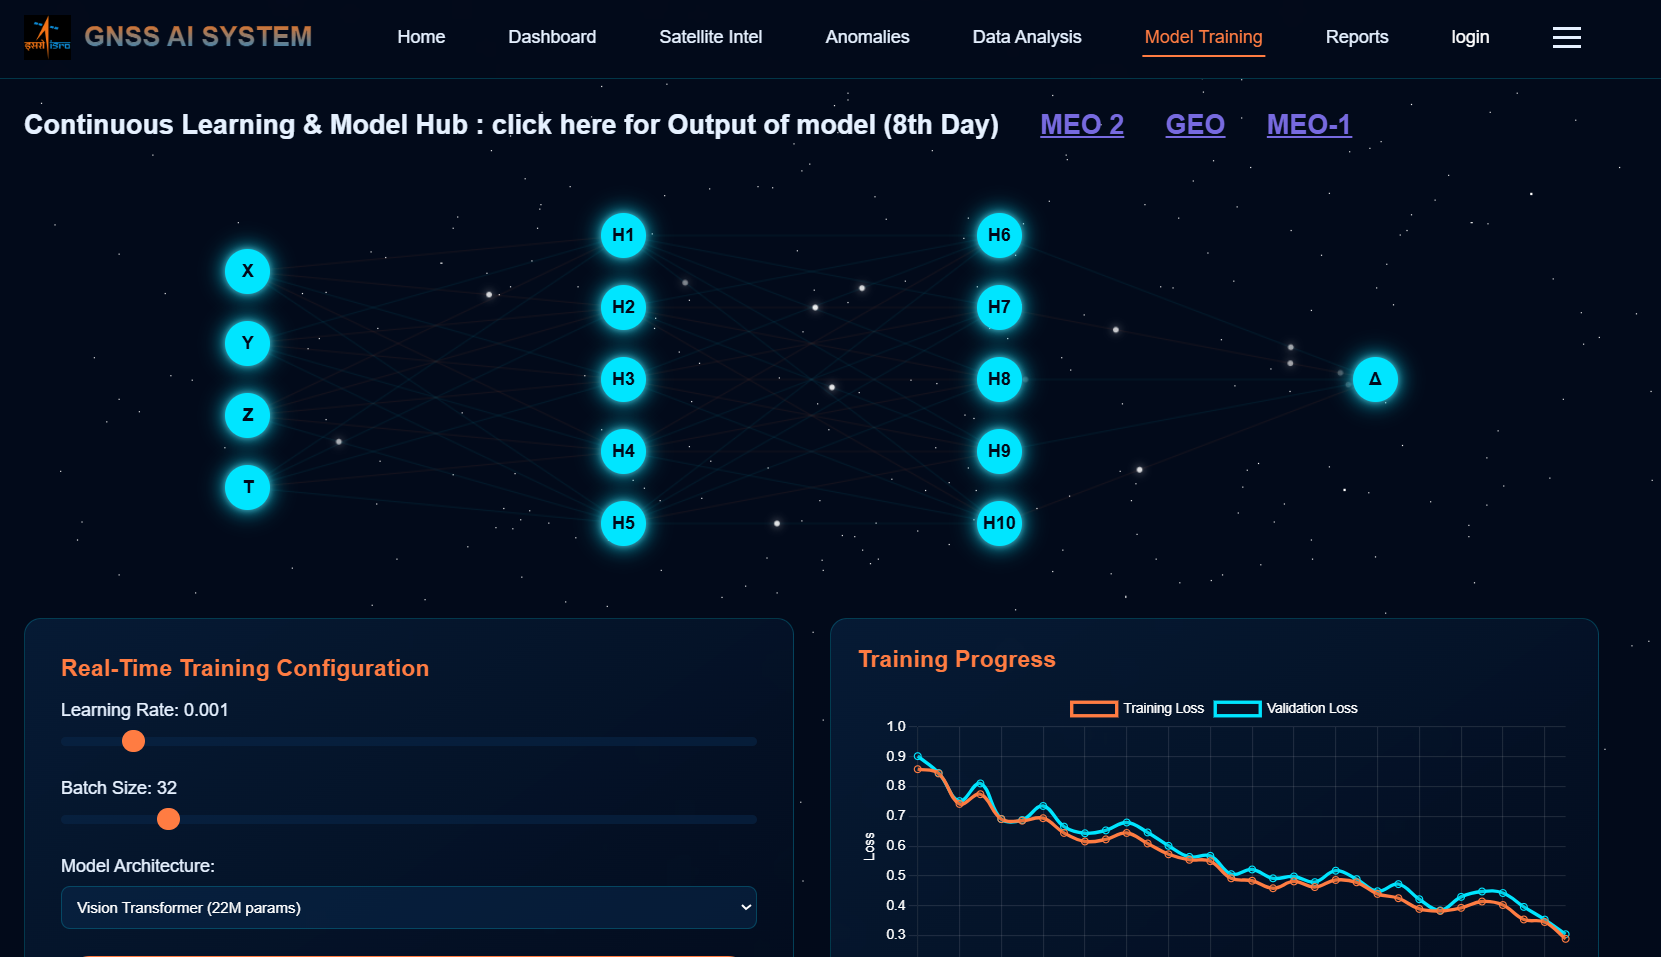 इसरो isro
GNSS AI SYSTEM
Home Dashboard Satellite Intel Anomalies Data Analysis Model Training Reports login
Continuous Learning & Model Hub : click here for Output of model (8th Day) MEO 2 GEO MEO-1
H1 H6
X
H2 H7
Y
H3 H8 Δ
Z
H4 H9
T
H5 H10
Real-Time Training Configuration
Learning Rate: 0.001
Batch Size: 32
Model Architecture:
Vision Transformer (22M params)
Training Progress
Training Loss Validation Loss
1.0
0.9
0.8
0.7
0.6
0.5
0.4
0.3
Loss